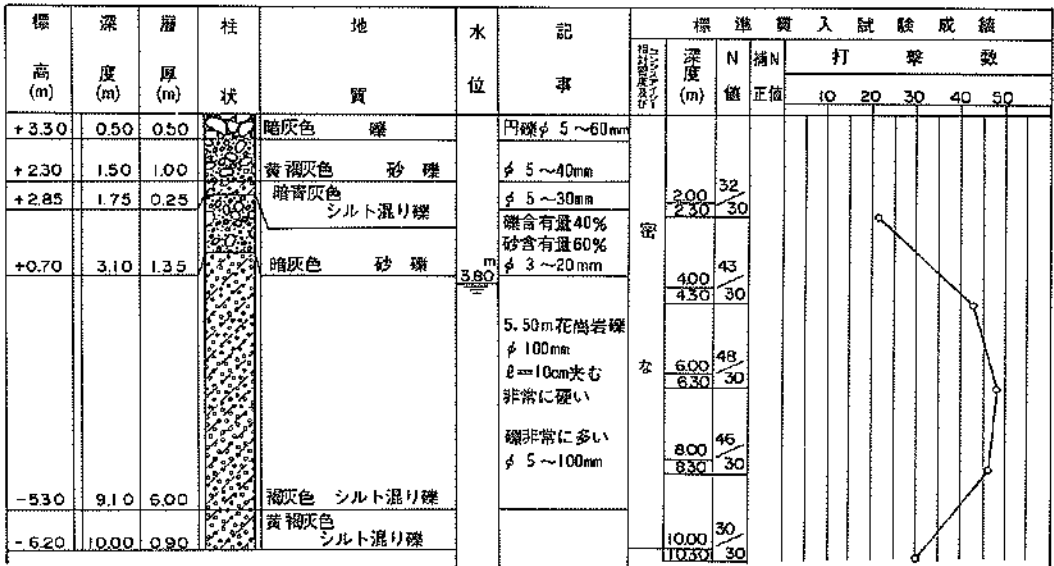 標高(m) 深度(m) 層厚(m) 柱状 地質 水位 記事 標準貫入試験成績
相対密度及びコンシステンシー 深度(m) N値 補正N値 打撃数
10 20 30 40 50
+3.30 0.50 0.50 暗灰色 礫 円礫φ 5~60mm
+2.30 1.50 1.00 黄褐灰色 砂礫 φ 5~40mm
+2.85 1.75 0.25 暗青灰色 シルト混り礫 φ 5~30mm
2.00 32/30
2.30
礫含有量40%
砂含有量60%
密
+0.70 3.10 1.35 暗灰色 砂礫 φ 3~20mm
3.80m
4.00 43/30
4.30
5.50m花崗岩礫
φ 100mm
ℓ=10cm夾む
非常に硬い
な
6.00 48/30
6.30
礫非常に多い
φ 5~100mm
8.00 46/30
8.30
-5.30 9.10 6.00 褐灰色 シルト混り礫
-6.20 10.00 0.90 黄褐灰色 シルト混り礫
10.00 30/30
10.30